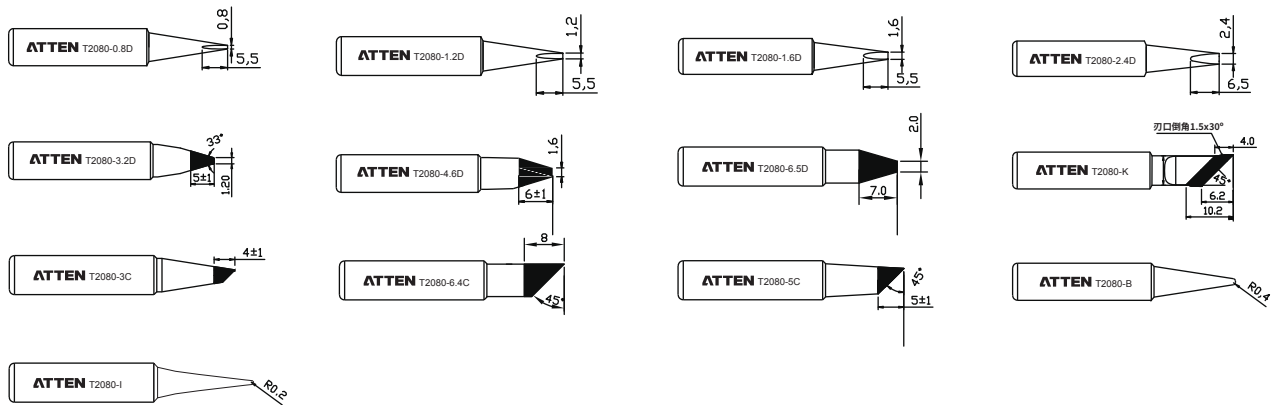 0,8
ATTEN T2080-0.8D
5,5
1,2
ATTEN T2080-1.2D
5,5
1,6
ATTEN T2080-1.6D
5,5
2,4
ATTEN T2080-2.4D
6,5
33°
ATTEN T2080-3.2D
5±1
1.20
1,6
ATTEN T2080-4.6D
6±1
2.0
ATTEN T2080-6.5D
7.0
刃口倒角1.5x30°
4.0
ATTEN T2080-K
45°
6.2
10.2
4±1
ATTEN T2080-3C
8
ATTEN T2080-6.4C
45°
ATTEN T2080-5C
45°
5±1
ATTEN T2080-B
R0,4
ATTEN T2080-I
R0.2